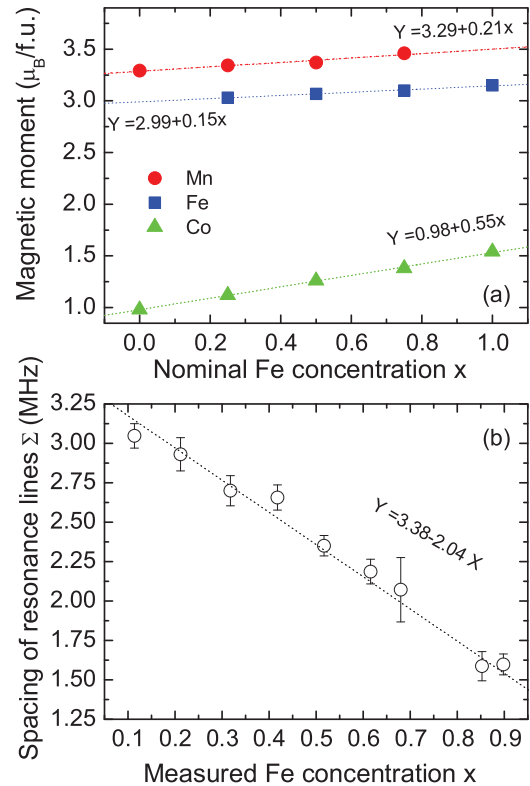 Magnetic moment (μB/f.u.)
4.0
3.5
3.0
2.5
2.0
1.5
1.0
Y =3.29+0.21x
Y =2.99+0.15x
Mn
Fe
Co
Y =0.98+0.55x
(a)
0.0 0.2 0.4 0.6 0.8 1.0
Nominal Fe concentration x
Spacing of resonance lines Σ (MHz)
3.25
3.00
2.75
2.50
2.25
2.00
1.75
1.50
1.25
(b)
Y =3.38-2.04 X
0.1 0.2 0.3 0.4 0.5 0.6 0.7 0.8 0.9
Measured Fe concentration x